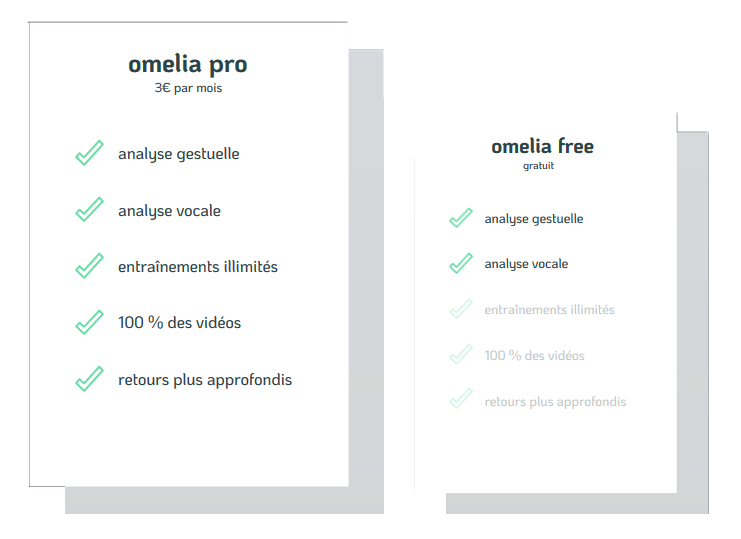 omelia pro
3€ par mois
analyse gestuelle
analyse vocale
entraînements illimités
100 % des vidéos
retours plus approfondis
omelia free
gratuit
analyse gestuelle
analyse vocale
entraînements illimités
100 % des vidéos
retours plus approfondis